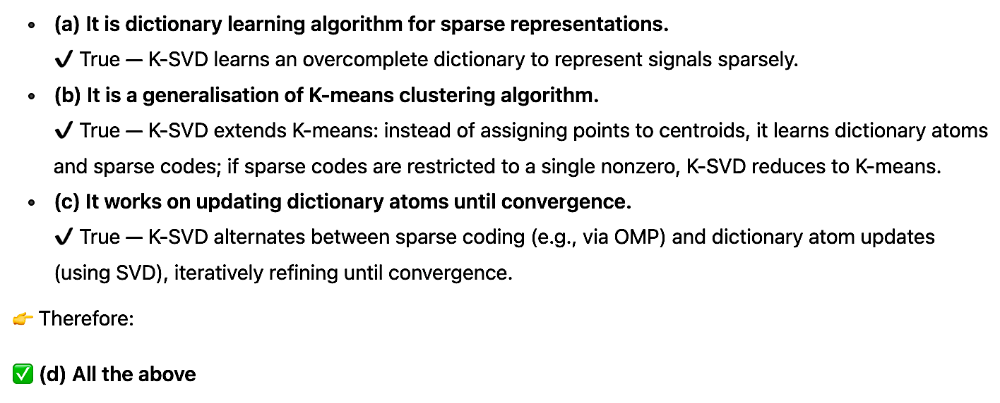 • (a) It is dictionary learning algorithm for sparse representations.
✔ True — K-SVD learns an overcomplete dictionary to represent signals sparsely.
• (b) It is a generalisation of K-means clustering algorithm.
✔ True — K-SVD extends K-means: instead of assigning points to centroids, it learns dictionary atoms
and sparse codes; if sparse codes are restricted to a single nonzero, K-SVD reduces to K-means.
• (c) It works on updating dictionary atoms until convergence.
✔ True — K-SVD alternates between sparse coding (e.g., via OMP) and dictionary atom updates
(using SVD), iteratively refining until convergence.
👉 Therefore:
✅ (d) All the above